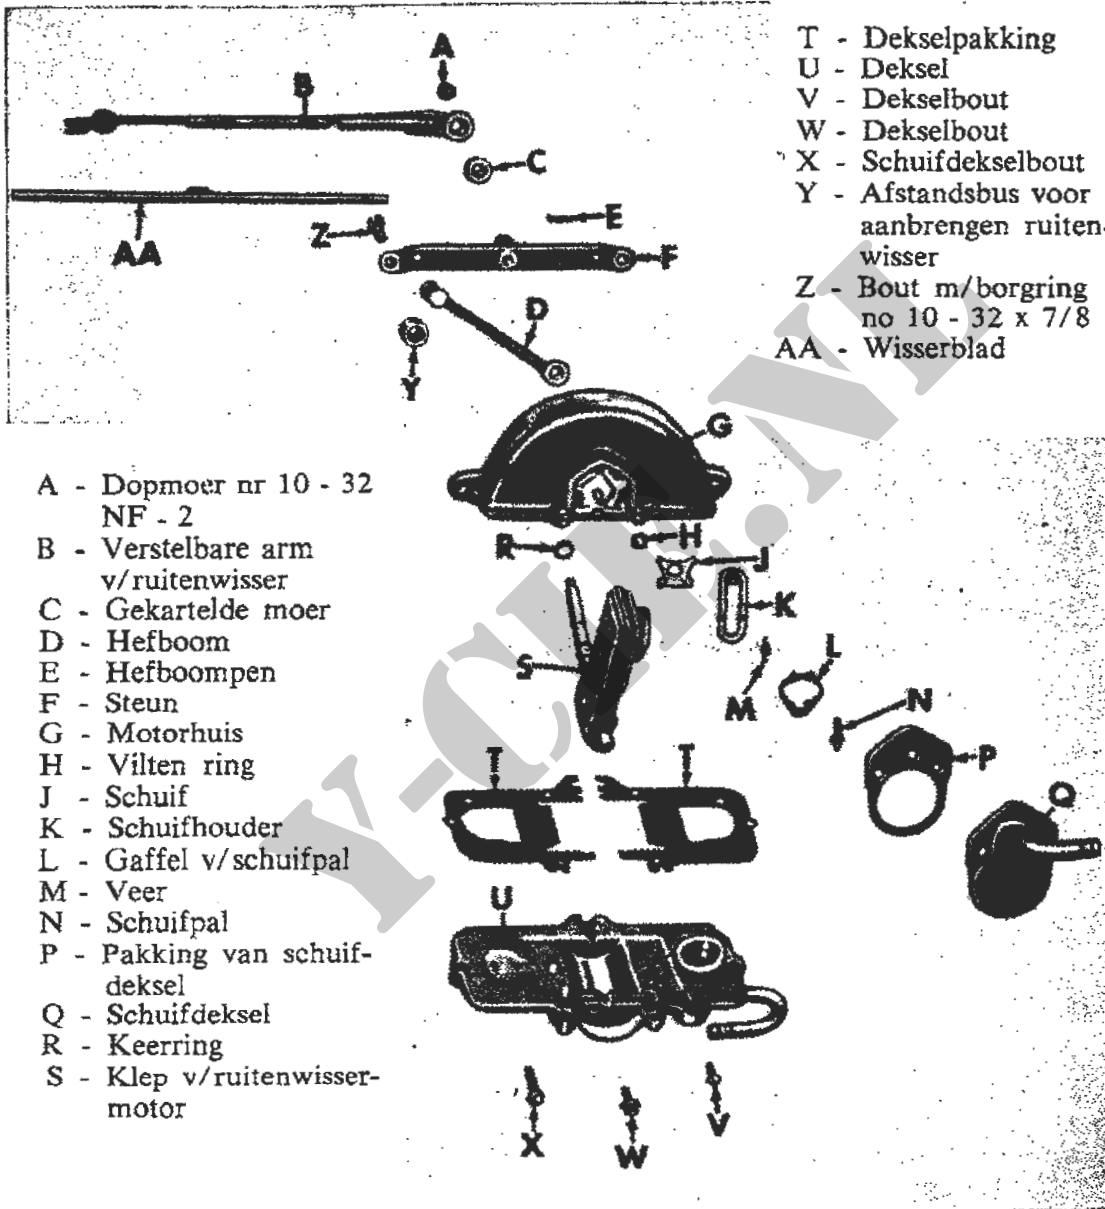 T - Dekselpakking
U - Deksel
V - Dekselbout
W - Dekselbout
X - Schuifdekselbout
Y - Afstandsbus voor
aanbrengen ruiten-
wisser
Z - Bout m/borgring
no 10 - 32 x 7/8
AA - Wisserblad
A
B
C
E
Z
AA
F
D
Y
G
A - Dopmoer nr 10 - 32
NF - 2
B - Verstelbare arm
v/ruitenwisser
C - Gekartelde moer
D - Hefboom
E - Hefboompen
F - Steun
G - Motorhuis
H - Vilten ring
J - Schuif
K - Schuifhouder
L - Gaffel v/schuifpal
M - Veer
N - Schuifpal
P - Pakking van schuif-
deksel
Q - Schuifdeksel
R - Keerring
S - Klep v/ruitenwisser-
motor
R
H
J
K
S
L
M
N
T
T
P
Q
U
X
W
V
Y-CHE.NL